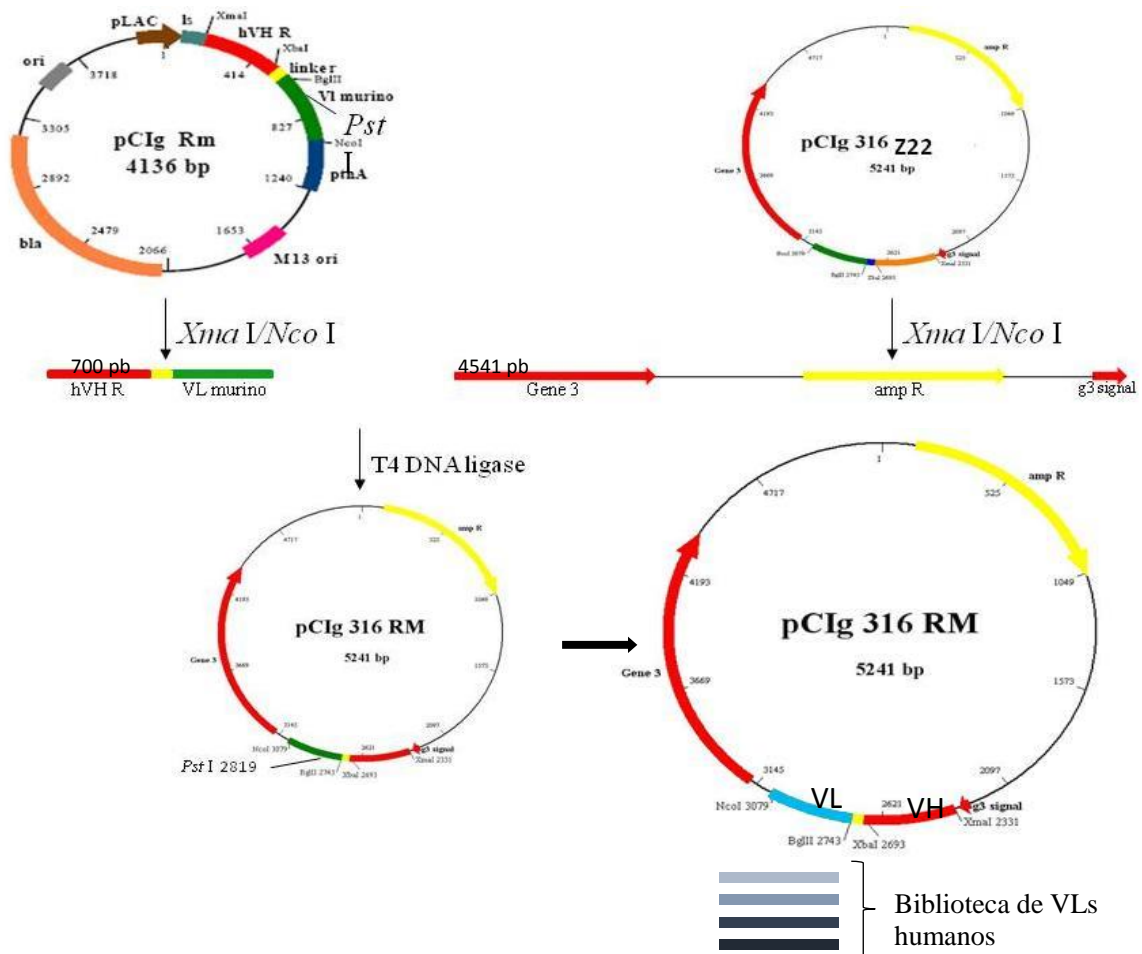 pLAC
ls
XmaI
hVH R
XbaI
linker
BglII
Vl murino
Pst
I
NcoI
pthA
ori
3718
1
414
827
1240
1653
2066
2479
2892
3305
pCIg Rm
4136 bp
bla
M13 ori
1
amp R
525
1049
1573
2097
2621
3145
3669
4193
4717
pCIg 316 Z22
5241 bp
Gene 3
NcoI 3079
BglII 2743
XbaI 2693
g3 signal
XmaI 2331
Xma I/Nco I
Xma I/Nco I
700 pb
hVH R
VL murino
4541 pb
Gene 3
amp R
g3 signal
T4 DNA ligase
1
amp R
525
1049
1573
2097
2621
3145
3669
4193
4717
pCIg 316 RM
5241 bp
Gene 3
NcoI 3079
Pst I 2819
BglII 2743
XbaI 2693
g3 signal
XmaI 2331
1
amp R
525
1049
1573
2097
2621
3145
3669
4193
4717
pCIg 316 RM
5241 bp
Gene 3
VL
VH
NcoI 3079
BglII 2743
XbaI 2693
g3 signal
XmaI 2331
Biblioteca de VLs
humanos